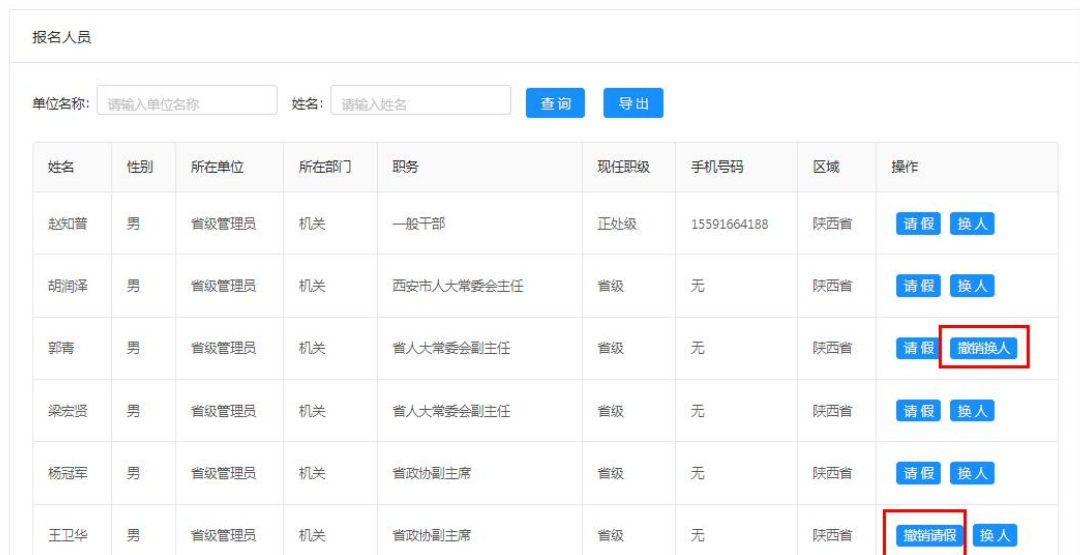 报名人员
单位名称: 请输入单位名称 姓名: 请输入姓名 查询 导出
姓名 性别 所在单位 所在部门 职务 现任职级 手机号码 区域 操作
赵知普 男 省级管理员 机关 一般干部 正处级 15591664188 陕西省 请假 换人
胡润泽 男 省级管理员 机关 西安市人大常委会主任 省级 无 陕西省 请假 换人
郭青 男 省级管理员 机关 省人大常委会副主任 省级 无 陕西省 请假 撤销换人
梁宏贤 男 省级管理员 机关 省人大常委会副主任 省级 无 陕西省 请假 换人
杨冠军 男 省级管理员 机关 省政协副主席 省级 无 陕西省 请假 换人
王卫华 男 省级管理员 机关 省政协副主席 省级 无 陕西省 撤销请假 换人